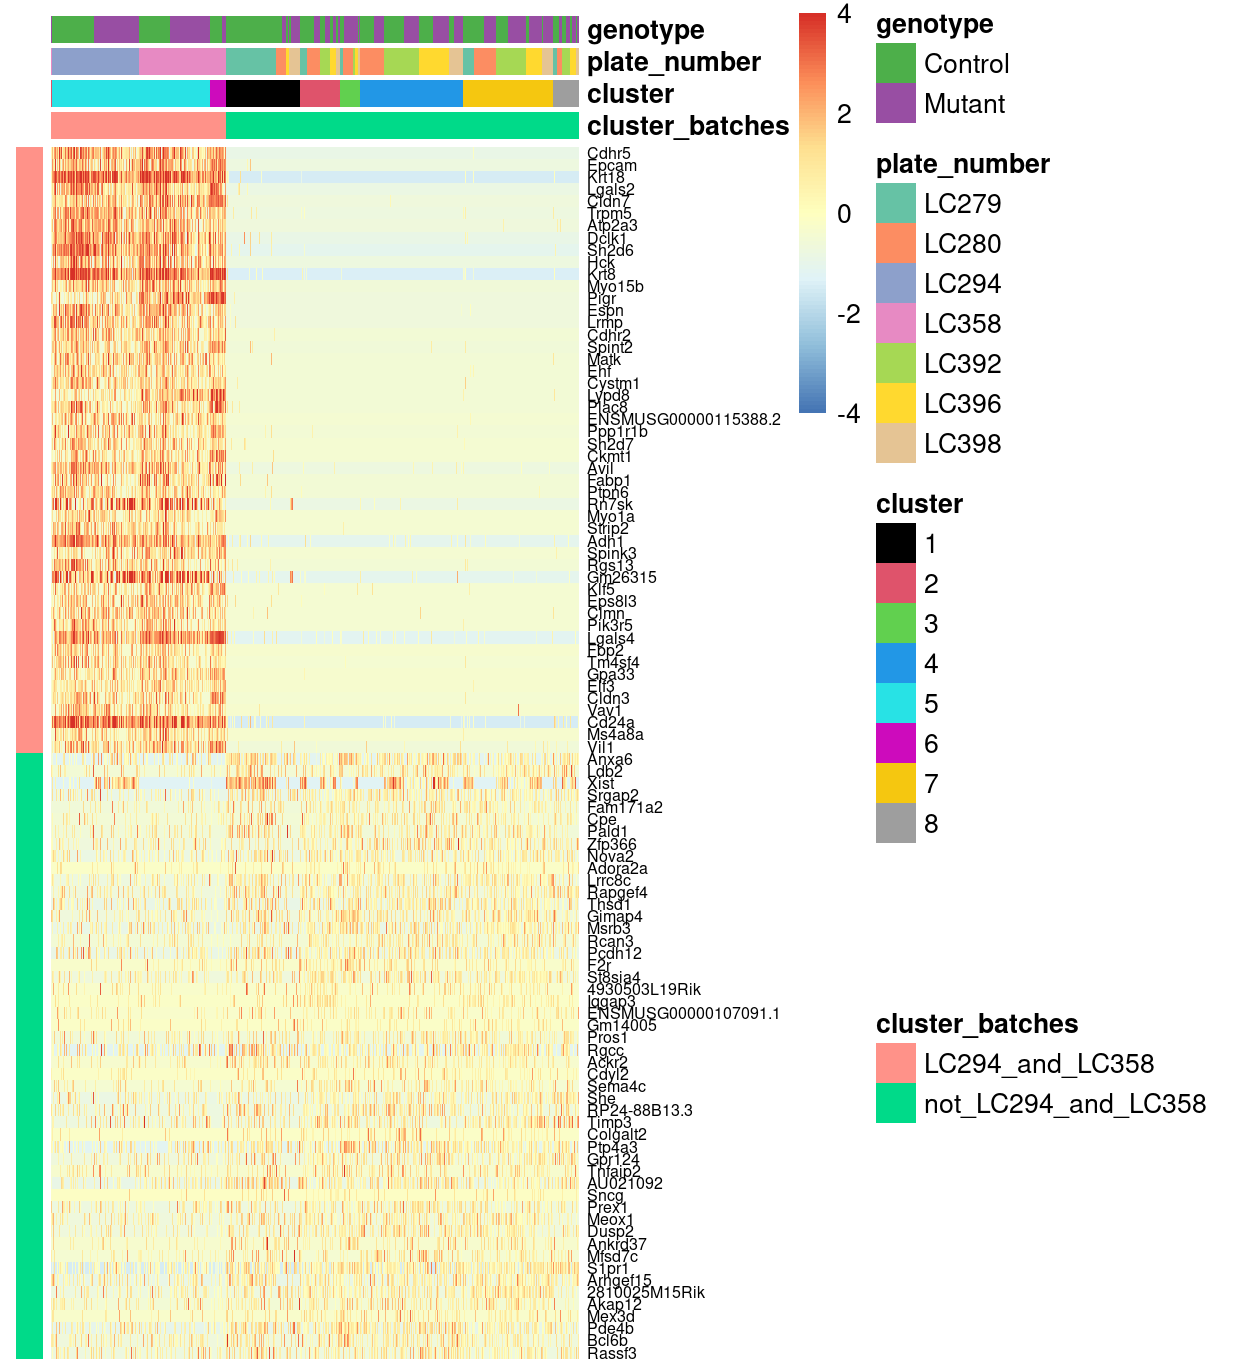 genotype
plate_number
cluster
cluster_batches
Cdhr5
Epcam
Krt18
Lgals2
Cldn7
Trpm5
Atp2a3
Dclk1
Sh2d6
Hck
Krt8
Myo15b
Pigr
Espn
Lrmp
Cdhr2
Spint2
Matk
Ehf
Cystm1
Lypd8
Plac8
ENSMUSG00000115388.2
Ppp1r1b
Sh2d7
Ckmt1
Avil
Fabp1
Ptpn6
Rn7sk
Myo1a
Strip2
Adh1
Spink3
Rgs13
Gm26315
Klf5
Eps8l3
Clmn
Pik3r5
Lgals4
Fbp2
Tm4sf4
Gpa33
Elf3
Cldn3
Vav1
Cd24a
Ms4a8a
Vil1
Anxa6
Ldb2
Xist
Srgap2
Fam171a2
Cpe
Pald1
Zfp366
Nova2
Adora2a
Lrrc8c
Rapgef4
Thsd1
Gimap4
Msrb3
Rcan3
Pcdh12
F2r
St8sia4
4930503L19Rik
Iqgap3
ENSMUSG00000107091.1
Gm14005
Pros1
Rgcc
Ackr2
Cdyl2
Sema4c
She
RP24-88B13.3
Timp3
Colgalt2
Ptp4a3
Gpr124
Tnfaip2
AU021092
Sncg
Prex1
Meox1
Dusp2
Ankrd37
Mfsd7c
S1pr1
Arhgef15
2810025M15Rik
Akap12
Mex3d
Pde4b
Bcl6b
Rassf3
4
2
0
-2
-4
genotype
Control
Mutant
plate_number
LC279
LC280
LC294
LC358
LC392
LC396
LC398
cluster
1
2
3
4
5
6
7
8
cluster_batches
LC294_and_LC358
not_LC294_and_LC358